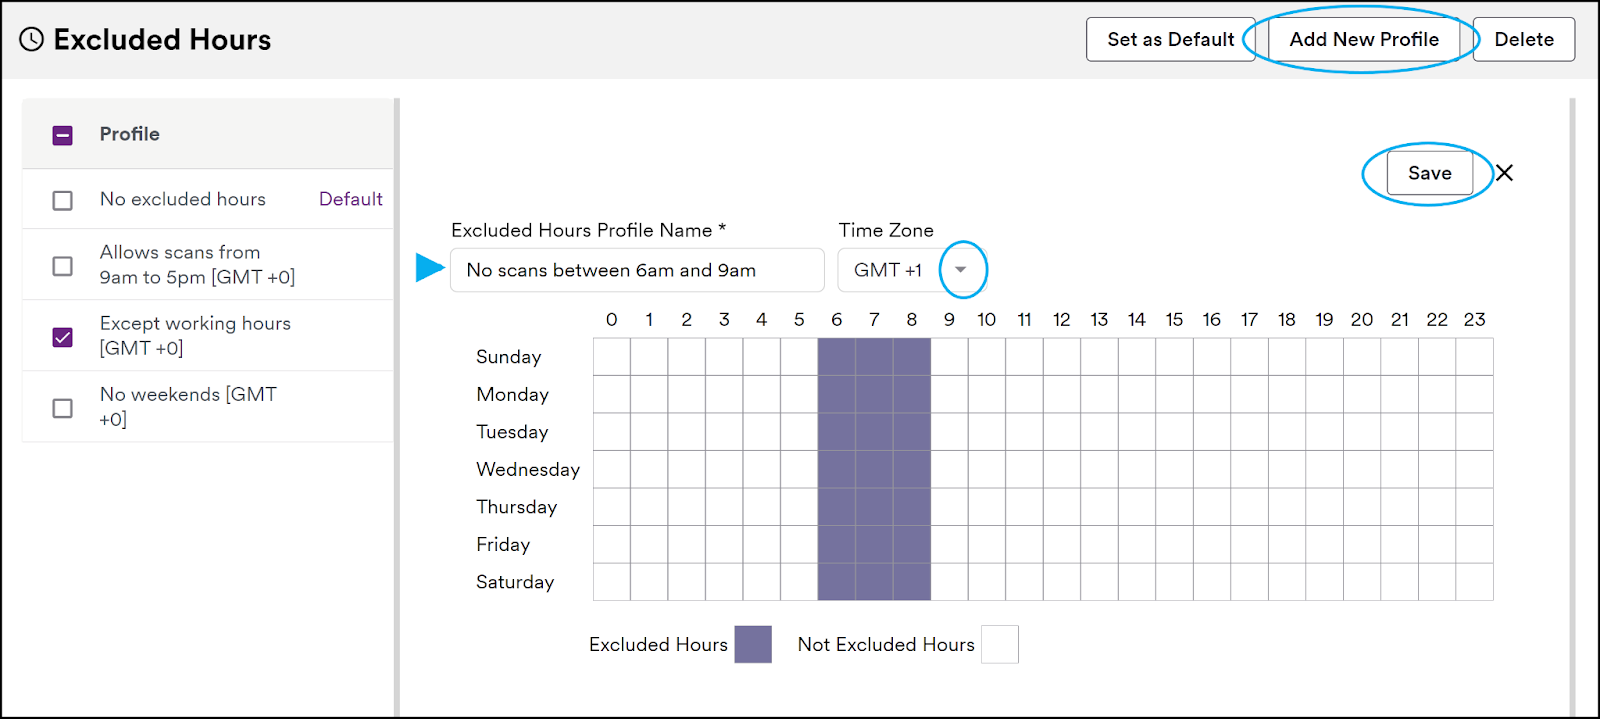 Excluded Hours
Set as Default
Add New Profile
Delete
Profile
No excluded hours
Default
Allows scans from
9am to 5pm [GMT +0]
Except working hours
[GMT +0]
No weekends [GMT
+0]
Save
Excluded Hours Profile Name *
Time Zone
No scans between 6am and 9am
GMT +1
0 1 2 3 4 5 6 7 8 9 10 11 12 13 14 15 16 17 18 19 20 21 22 23
Sunday
Monday
Tuesday
Wednesday
Thursday
Friday
Saturday
Excluded Hours
Not Excluded Hours